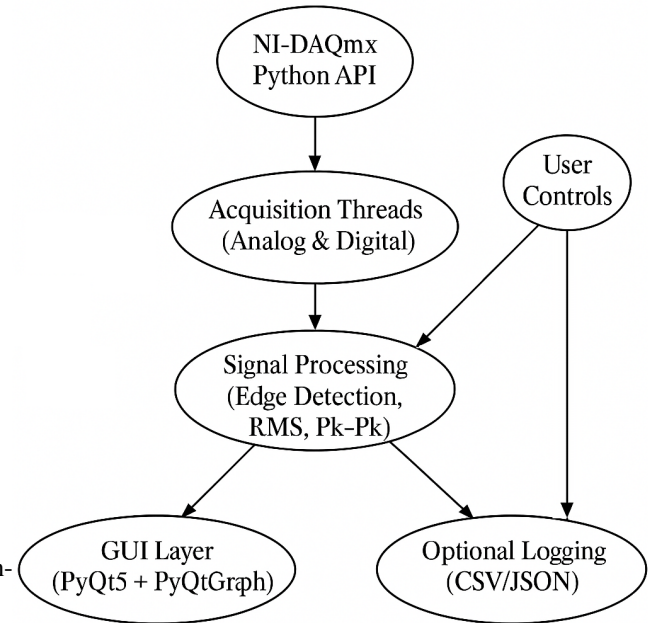 NI-DAQmx
Python API
User
Controls
Acquisition Threads
(Analog & Digital)
Signal Processing
(Edge Detection,
RMS, Pk–Pk)
n-
GUI Layer
(PyQt5 + PyQtGraph)
Optional Logging
(CSV/JSON)